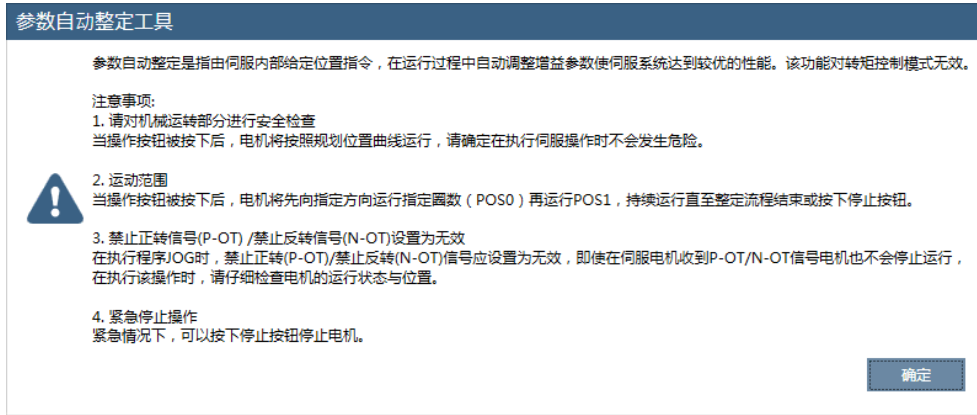 参数自动整定工具
参数自动整定是指由伺服内部给定位置指令，在运行过程中自动调整增益参数使伺服系统达到较优的性能。该功能对转矩控制模式无效。
注意事项:
1. 请对机械运转部分进行安全检查
当操作按钮被按下后，电机将按照规划位置曲线运行，请确定在执行伺服操作时不会发生危险。
2. 运动范围
当操作按钮被按下后，电机将先向指定方向运行指定圈数（POS0）再运行POS1，持续运行直至整定流程结束或按下停止按钮。
3. 禁止正转信号(P-OT) /禁止反转信号(N-OT)设置为无效
在执行程序JOG时，禁止正转(P-OT)/禁止反转(N-OT)信号应设置为无效，即使在伺服电机收到P-OT/N-OT信号电机也不会停止运行，
在执行该操作时，请仔细检查电机的运行状态与位置。
4. 紧急停止操作
紧急情况下，可以按下停止按钮停止电机。
确定